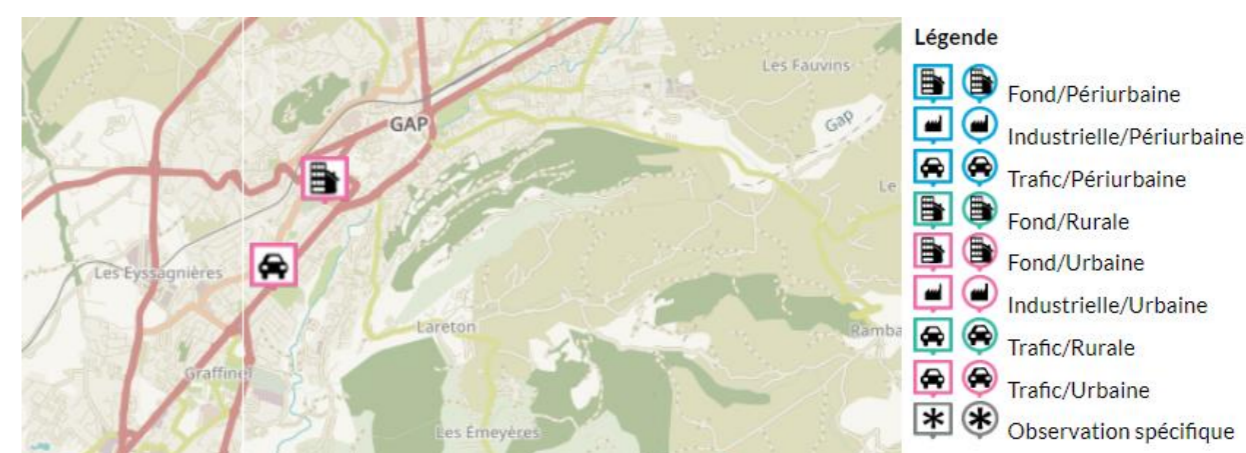 Les Fauvins
GAP
Gap
Le
Les Eyssagnières
Lareton
Ramba
Graffinel
Les Émeyères
Légende
Fond/Périurbaine
Industrielle/Périurbaine
Trafic/Périurbaine
Fond/Rurale
Fond/Urbaine
Industrielle/Urbaine
Trafic/Rurale
Trafic/Urbaine
Observation spécifique